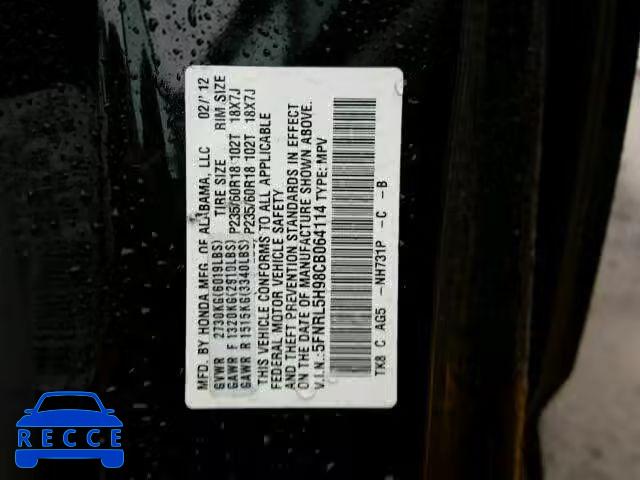 MFD. BY HONDA MFG. OF ALABAMA, LLC 02/'12
GVWR 2730KG(6019LBS) TIRE SIZE RIM SIZE
GAWR F 1320KG(2910LBS) P235/60R18 102T 18X7J
GAWR R 1515KG(3340LBS) P235/60R18 102T 18X7J
THIS VEHICLE CONFORMS TO ALL APPLICABLE
FEDERAL MOTOR VEHICLE SAFETY
AND THEFT PREVENTION STANDARDS IN EFFECT
ON THE DATE OF MANUFACTURE SHOWN ABOVE.
V.I.N.:5FNRL5H98CB064114 TYPE: MPV
TK8 C AG5 -NH731P -C -B
RECCE